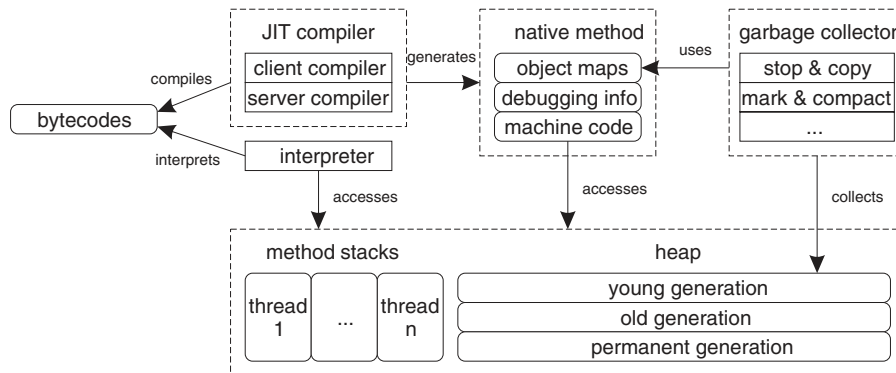 JIT compiler
client compiler
server compiler
generates
native method
object maps
debugging info
machine code
uses
garbage collector
stop & copy
mark & compact
...
compiles
bytecodes
interprets
interpreter
accesses
accesses
collects
method stacks
heap
thread
1
...
thread
n
young generation
old generation
permanent generation